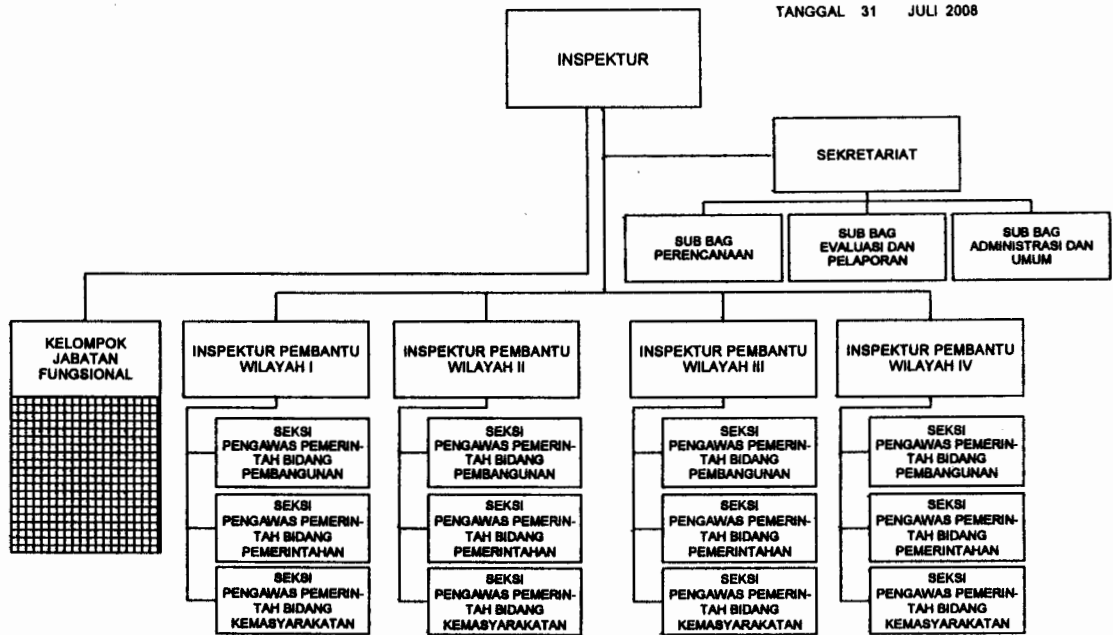 TANGGAL 31 JULI 2008
INSPEKTUR
SEKRETARIAT
SUB BAG
PERENCANAAN
SUB BAG
EVALUASI DAN
PELAPORAN
SUB BAG
ADMINISTRASI DAN
UMUM
KELOMPOK
JABATAN
FUNGSIONAL
INSPEKTUR PEMBANTU
WILAYAH I
INSPEKTUR PEMBANTU
WILAYAH II
INSPEKTUR PEMBANTU
WILAYAH III
INSPEKTUR PEMBANTU
WILAYAH IV
SEKSI
PENGAWAS PEMERIN-
TAH BIDANG
PEMBANGUNAN
SEKSI
PENGAWAS PEMERIN-
TAH BIDANG
PEMBANGUNAN
SEKSI
PENGAWAS PEMERIN-
TAH BIDANG
PEMBANGUNAN
SEKSI
PENGAWAS PEMERIN-
TAH BIDANG
PEMBANGUNAN
SEKSI
PENGAWAS PEMERIN-
TAH BIDANG
PEMERINTAHAN
SEKSI
PENGAWAS PEMERIN-
TAH BIDANG
PEMERINTAHAN
SEKSI
PENGAWAS PEMERIN-
TAH BIDANG
PEMERINTAHAN
SEKSI
PENGAWAS PEMERIN-
TAH BIDANG
PEMERINTAHAN
SEKSI
PENGAWAS PEMERIN-
TAH BIDANG
KEMASYARAKATAN
SEKSI
PENGAWAS PEMERIN-
TAH BIDANG
KEMASYARAKATAN
SEKSI
PENGAWAS PEMERIN-
TAH BIDANG
KEMASYARAKATAN
SEKSI
PENGAWAS PEMERIN-
TAH BIDANG
KEMASYARAKATAN